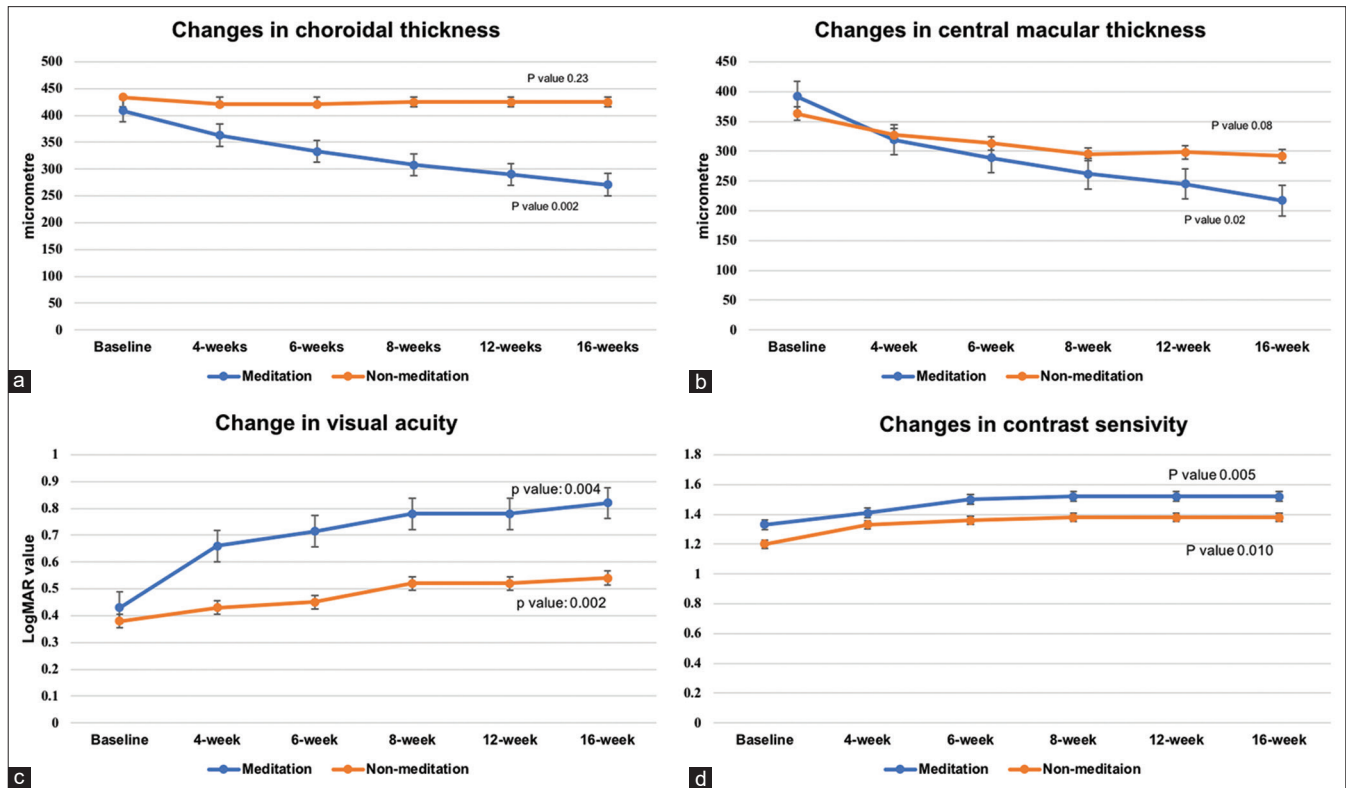 Changes in choroidal thickness
micrometre
500
450
400
350
300
250
200
150
100
50
0
P value 0.23
P value 0.002
Baseline 4-weeks 6-weeks 8-weeks 12-weeks 16-weeks
Meditation Non-meditation
a
Changes in central macular thickness
micrometre
450
400
350
300
250
200
150
100
50
0
P value 0.08
P value 0.02
Baseline 4-week 6-week 8-week 12-week 16-week
Meditation Non-meditation
b
Change in visual acuity
LogMAR value
1
0.9
0.8
0.7
0.6
0.5
0.4
0.3
0.2
0.1
0
p value: 0.004
p value: 0.002
Baseline 4-week 6-week 8-week 12-week 16-week
Meditation Non-meditation
c
Changes in contrast sensivity
1.8
1.6
1.4
1.2
1
0.8
0.6
0.4
0.2
0
P value 0.005
P value 0.010
Baseline 4-week 6-week 8-week 12-week 16-week
Meditation Non-meditaion
d